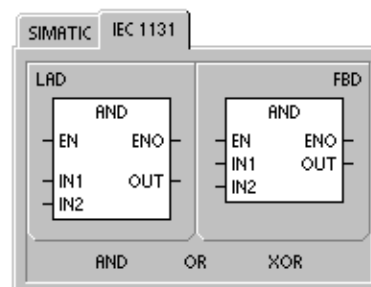 SIMATIC IEC 1131
LAD FBD
AND AND
EN ENO EN ENO
IN1 OUT IN1 OUT
IN2 IN2
AND OR XOR